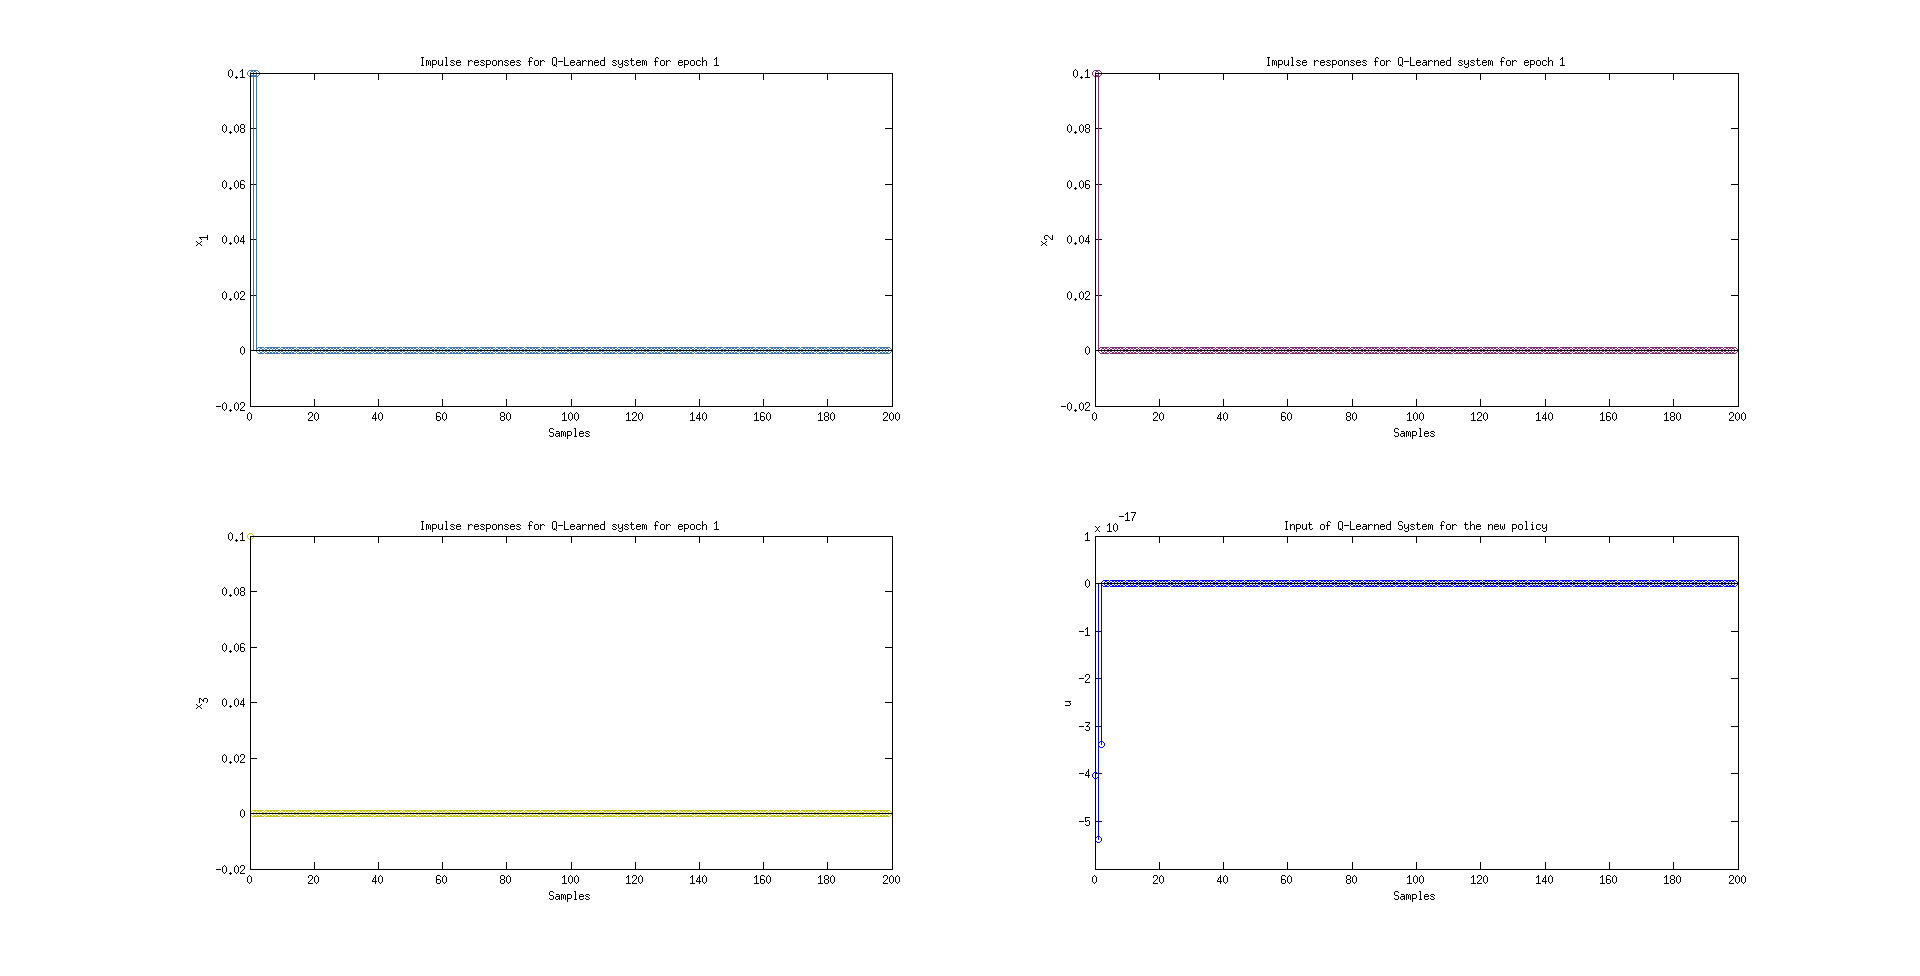 Impulse responses for Q-Learned system for epoch 1
0.1
0.08
0.06
0.04
0.02
0
-0.02
x1
0 20 40 60 80 100 120 140 160 180 200
Samples
Impulse responses for Q-Learned system for epoch 1
0.1
0.08
0.06
0.04
0.02
0
-0.02
x2
0 20 40 60 80 100 120 140 160 180 200
Samples
Impulse responses for Q-Learned system for epoch 1
0.1
0.08
0.06
0.04
0.02
0
-0.02
x3
0 20 40 60 80 100 120 140 160 180 200
Samples
x 10^-17
Input of Q-Learned System for the new policy
1
0
-1
-2
-3
-4
-5
u
0 20 40 60 80 100 120 140 160 180 200
Samples